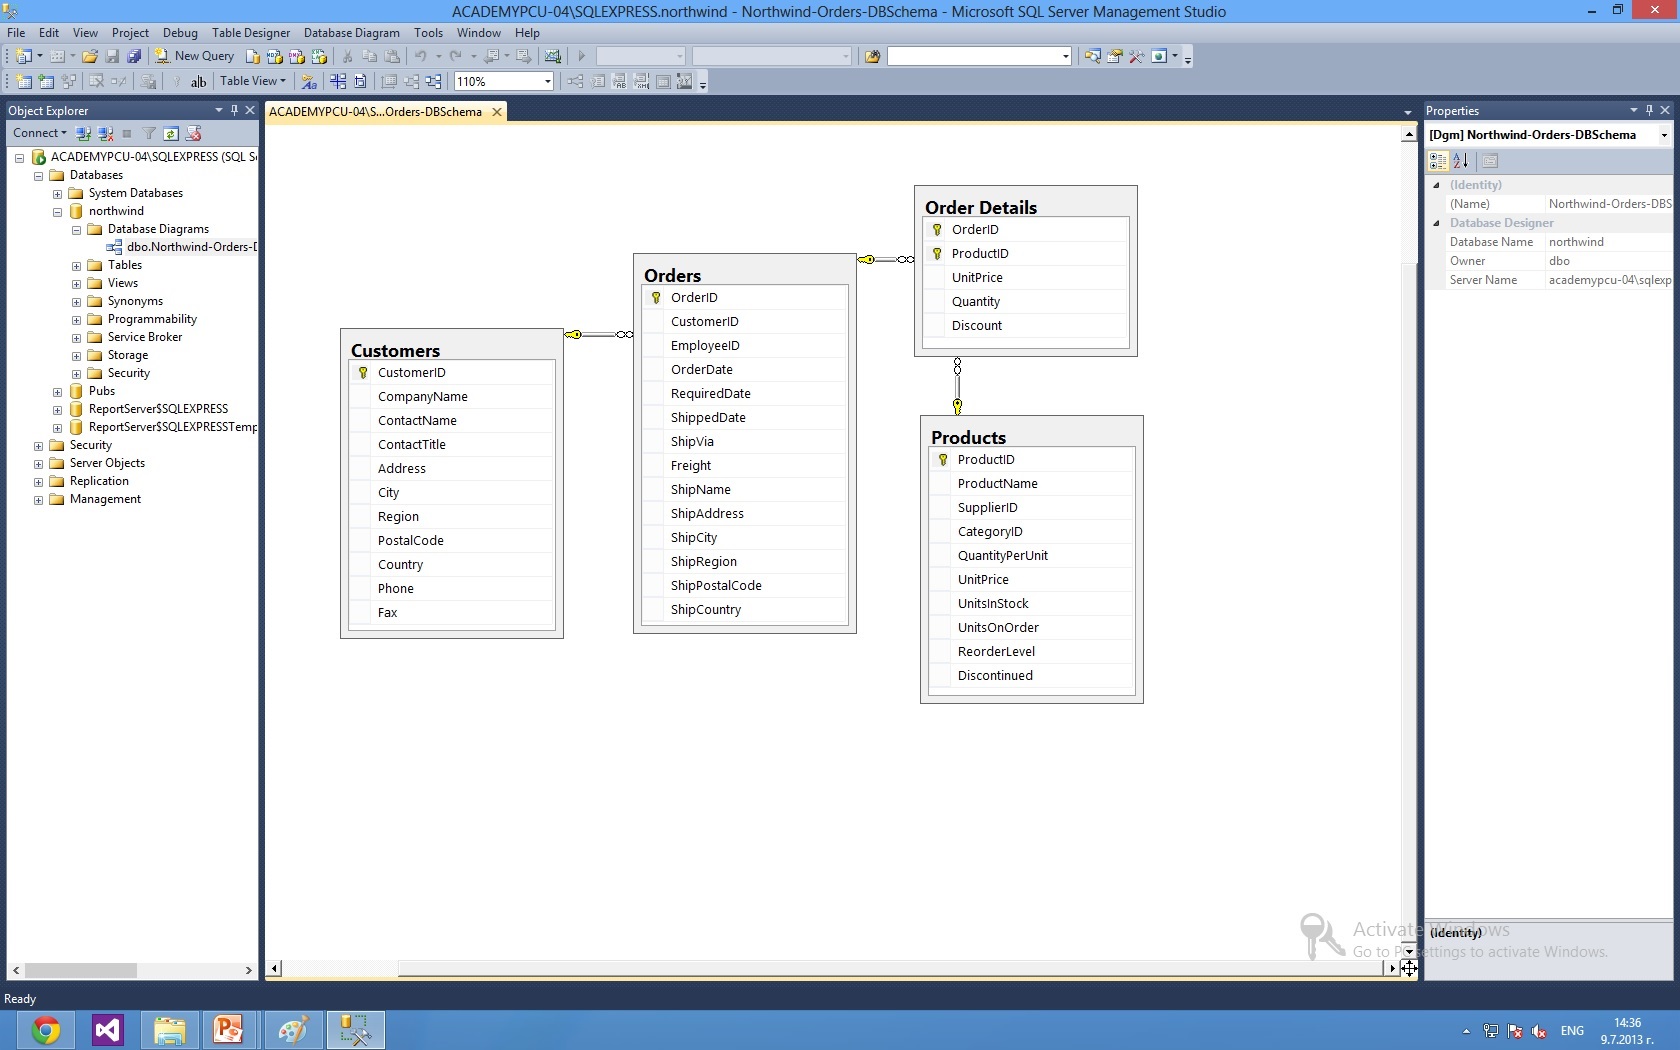 ACADEMYPCU-04\SQLEXPRESS.northwind - Northwind-Orders-DBSchema - Microsoft SQL Server Management Studio
File Edit View Project Debug Table Designer Database Diagram Tools Window Help
New Query
Table View
110%
Object Explorer
Connect
ACADEMYPCU-04\SQLEXPRESS (SQL S
Databases
System Databases
northwind
Database Diagrams
dbo.Northwind-Orders-D
Tables
Views
Synonyms
Programmability
Service Broker
Storage
Security
Pubs
ReportServer$SQLEXPRESS
ReportServer$SQLEXPRESSTemp
Security
Server Objects
Replication
Management
ACADEMYPCU-04\S...Orders-DBSchema
Customers
CustomerID
CompanyName
ContactName
ContactTitle
Address
City
Region
PostalCode
Country
Phone
Fax
Orders
OrderID
CustomerID
EmployeeID
OrderDate
RequiredDate
ShippedDate
ShipVia
Freight
ShipName
ShipAddress
ShipCity
ShipRegion
ShipPostalCode
ShipCountry
Order Details
OrderID
ProductID
UnitPrice
Quantity
Discount
Products
ProductID
ProductName
SupplierID
CategoryID
QuantityPerUnit
UnitPrice
UnitsInStock
UnitsOnOrder
ReorderLevel
Discontinued
Properties
[Dgm] Northwind-Orders-DBSchema
(Identity)
(Name) Northwind-Orders-DBS
Database Designer
Database Name northwind
Owner dbo
Server Name academypcu-04\sqlexp
(Identity)
Activate Windows
Go to PC settings to activate Windows.
Ready
ENG
14:36
9.7.2013 г.